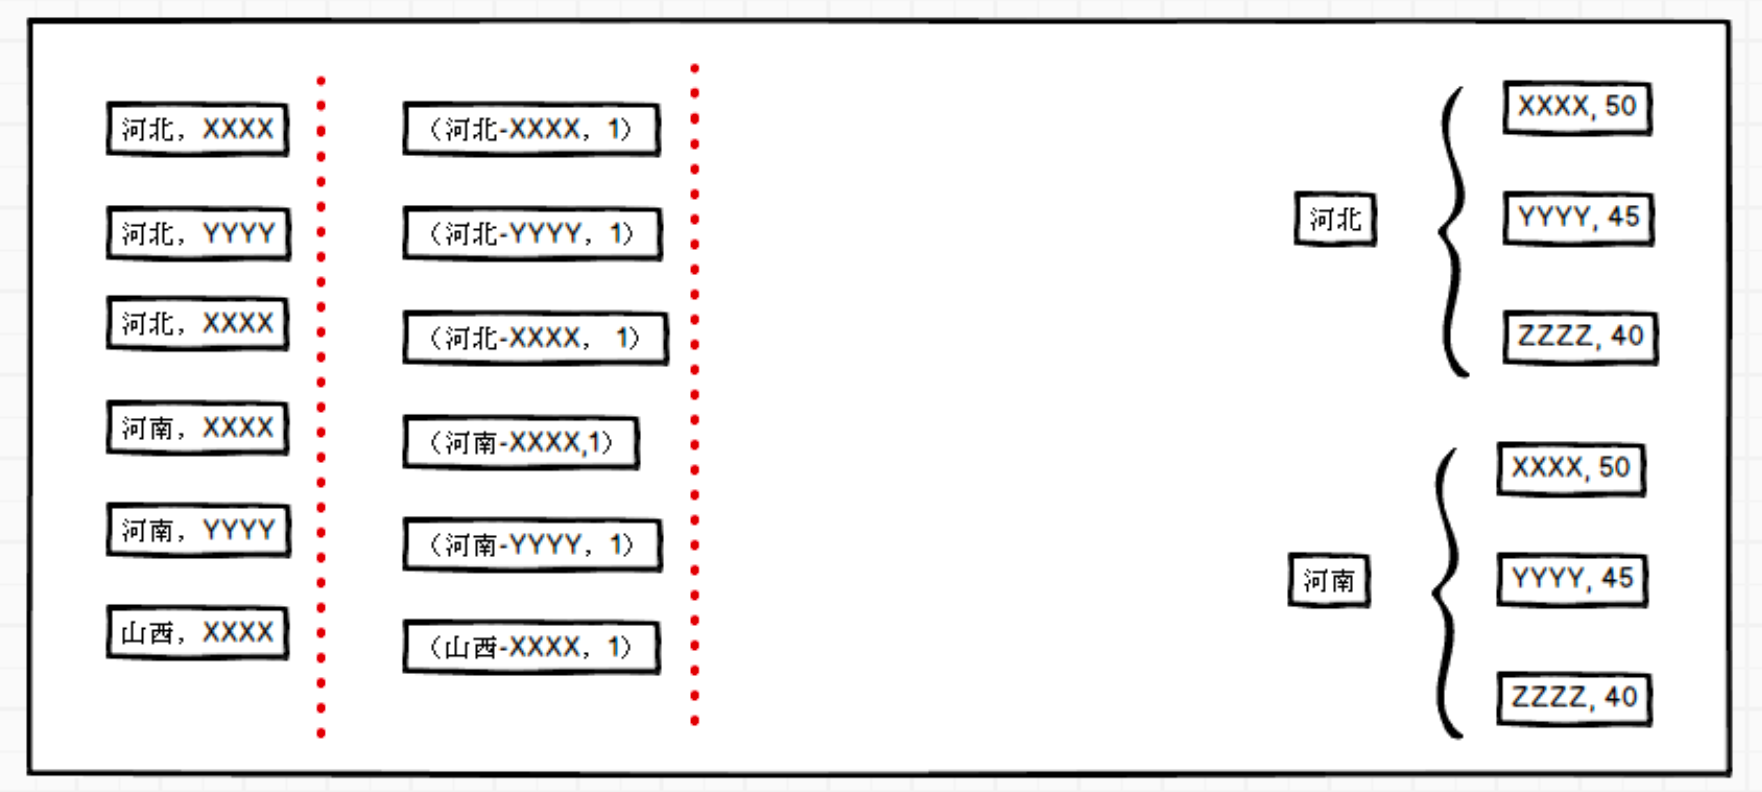 河北，XXXX
河北，YYYY
河北，XXXX
河南，XXXX
河南，YYYY
山西，XXXX
（河北-XXXX，1）
（河北-YYYY，1）
（河北-XXXX， 1）
（河南-XXXX,1）
（河南-YYYY，1）
（山西-XXXX，1）
河北
XXXX, 50
YYYY, 45
ZZZZ, 40
河南
XXXX, 50
YYYY, 45
ZZZZ, 40